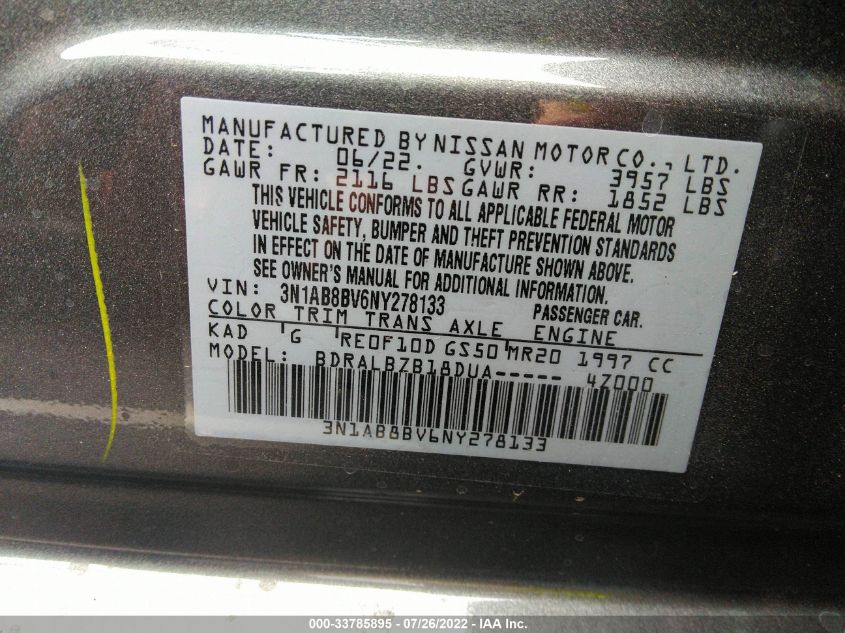 MANUFACTURED BY NISSAN MOTOR CO., LTD.
DATE: 06/22. GVWR: 3957 LBS
GAWR FR: 2116 LBS GAWR RR: 1852 LBS
THIS VEHICLE CONFORMS TO ALL APPLICABLE FEDERAL MOTOR
VEHICLE SAFETY, BUMPER AND THEFT PREVENTION STANDARDS
IN EFFECT ON THE DATE OF MANUFACTURE SHOWN ABOVE.
SEE OWNER'S MANUAL FOR ADDITIONAL INFORMATION.
VIN: 3N1AB8BV6NY278133 PASSENGER CAR.
COLOR TRIM TRANS AXLE ENGINE
KAD G RE0F10D GS50 MR20 1997 CC
MODEL: BDRALBZB18DUA----- 47000
3N1AB8BV6NY278133
000-33785895 - 07/26/2022 - IAA Inc.